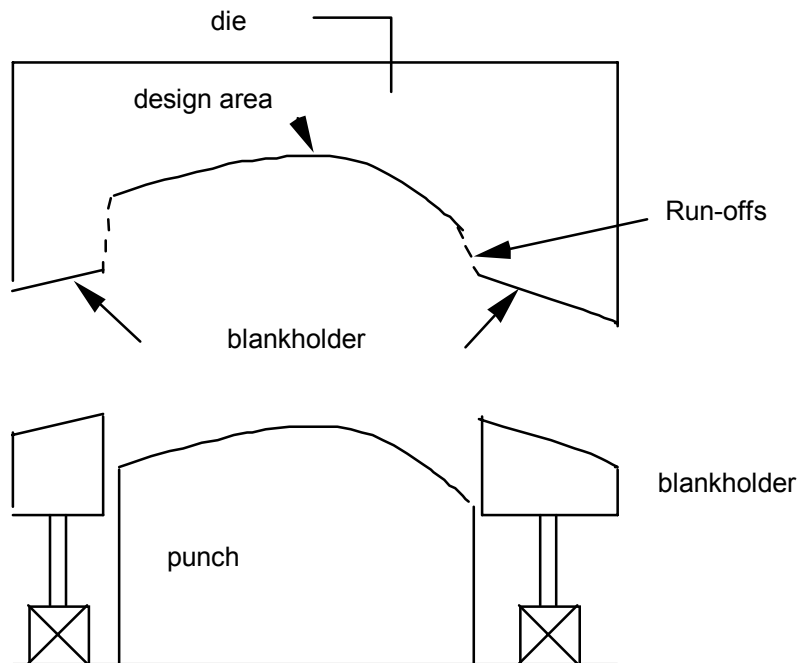 die
design area
Run-offs
blankholder
blankholder
punch